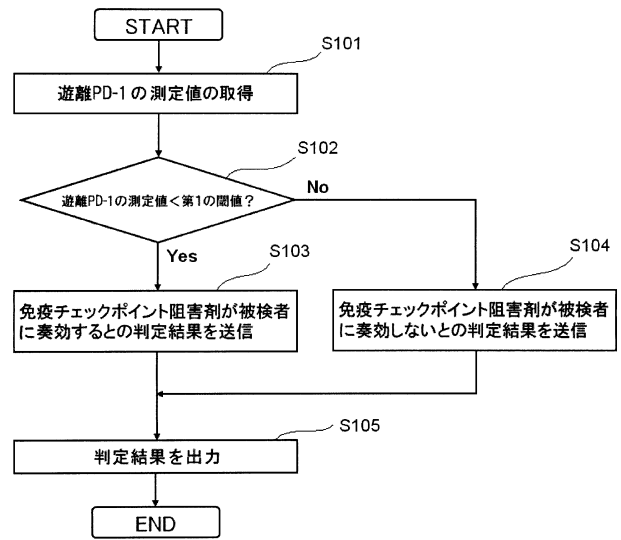 START
S101
遊離PD-1の測定値の取得
S102
遊離PD-1の測定値<第1の閾値?
No
Yes
S103
S104
免疫チェックポイント阻害剤が被検者
に奏効するとの判定結果を送信
免疫チェックポイント阻害剤が被検者
に奏効しないとの判定結果を送信
S105
判定結果を出力
END